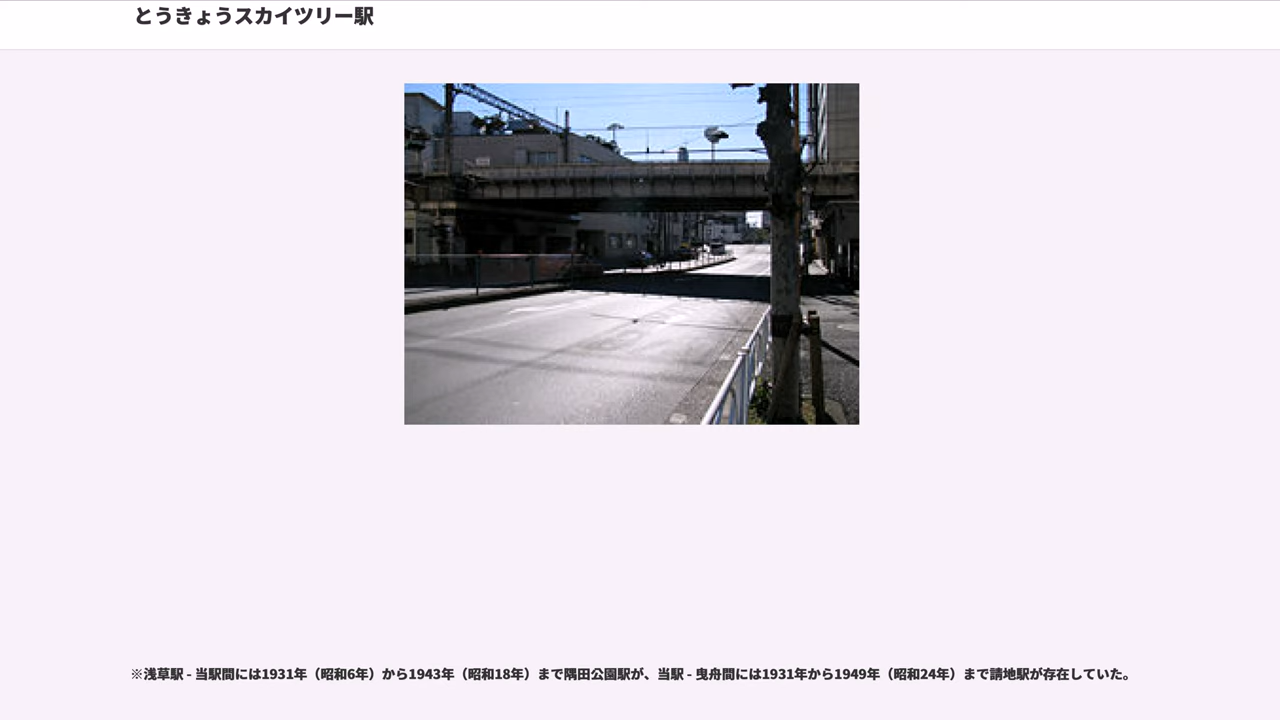 とうきょうスカイツリー駅
※浅草駅 - 当駅間には1931年（昭和6年）から1943年（昭和18年）まで隅田公園駅が、当駅 - 曳舟間には1931年から1949年（昭和24年）まで請地駅が存在していた。